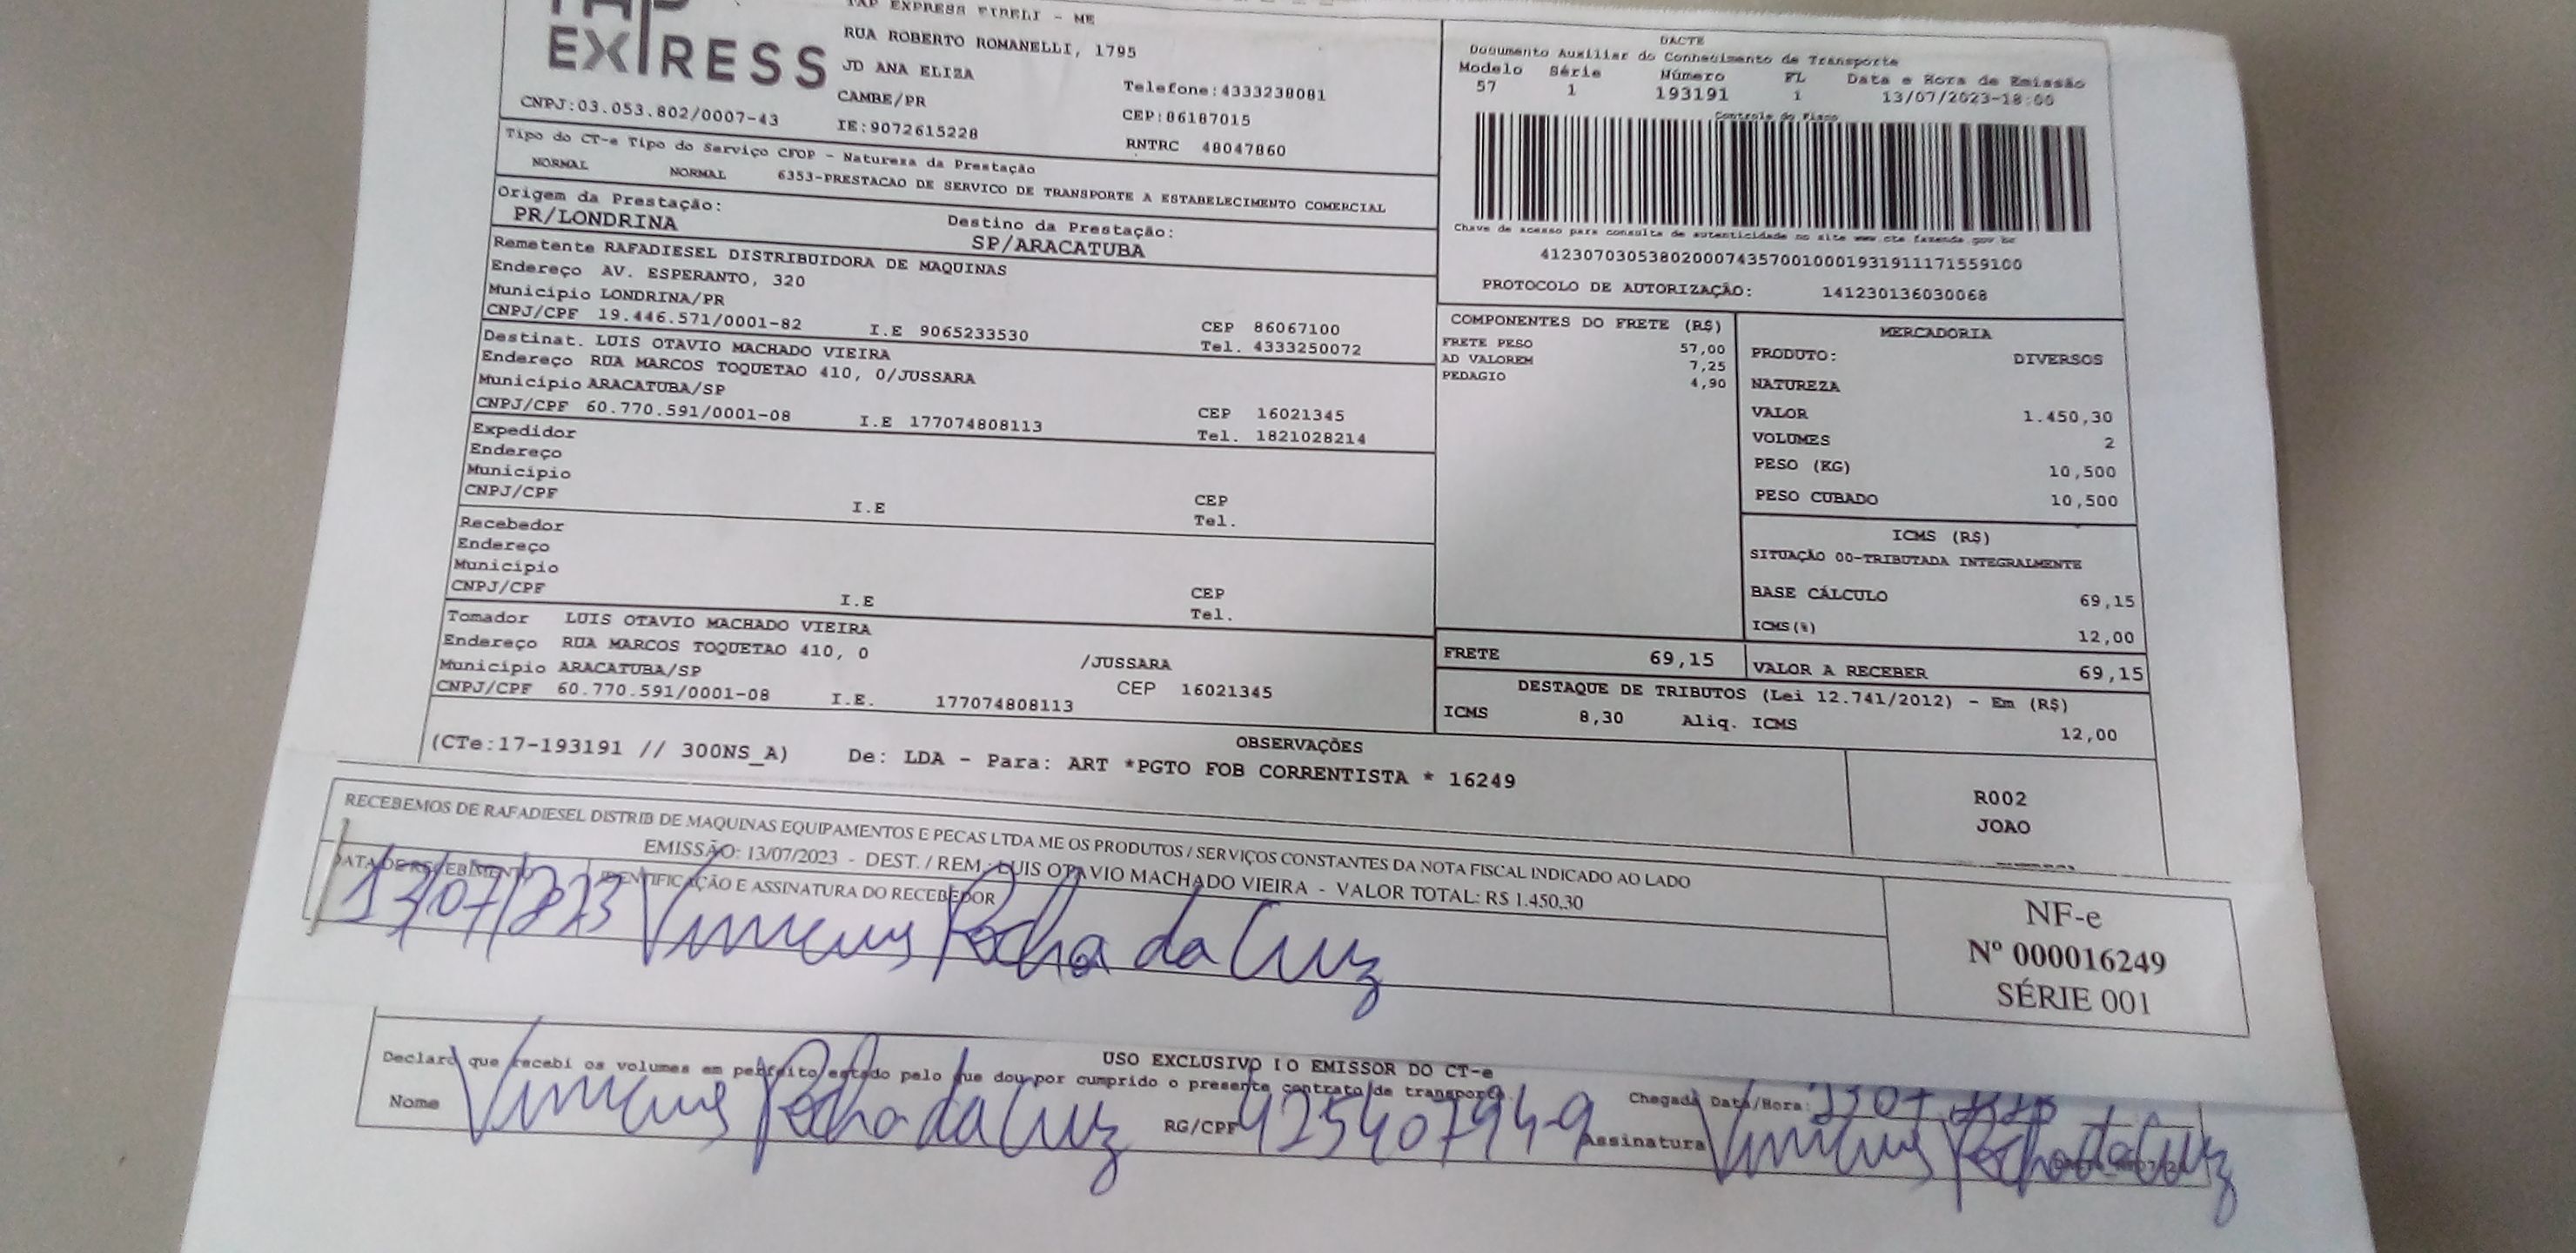 TAP EXPRESS
TAP EXPRESS EIRELI - ME
RUA ROBERTO ROMANELLI, 1795
JD ANA ELIZA
CAMBE/PR
IE:9072615228
Telefone:4333238081
CEP:86187015
RNTRC 48047860
CNPJ:03.053.802/0007-43
DACTE
Documento Auxiliar do Conhecimento de Transporte
Modelo Série Número FL Data e Hora de Emissão
57 1 193191 1 13/07/2023-18:00
Controle do Fisco
Chave de acesso para consulta de autenticidade no site www.cte.fazenda.gov.br
41230703053802000743570010001931911171559100
PROTOCOLO DE AUTORIZAÇÃO: 141230136030068
Tipo do CT-e Tipo do Serviço CFOP - Natureza da Prestação
NORMAL NORMAL 6353-PRESTACAO DE SERVICO DE TRANSPORTE A ESTABELECIMENTO COMERCIAL
Origem da Prestação: Destino da Prestação:
PR/LONDRINA SP/ARACATUBA
Remetente RAFADIESEL DISTRIBUIDORA DE MAQUINAS
Endereço AV. ESPERANTO, 320
Município LONDRINA/PR CEP 86067100
CNPJ/CPF 19.446.571/0001-82 I.E 9065233530 Tel. 4333250072
Destinat. LUIS OTAVIO MACHADO VIEIRA
Endereço RUA MARCOS TOQUETAO 410, 0/JUSSARA
Município ARACATUBA/SP CEP 16021345
CNPJ/CPF 60.770.591/0001-08 I.E 177074808113 Tel. 1821028214
Expedidor
Endereço
Município CEP
CNPJ/CPF I.E Tel.
Recebedor
Endereço
Município CEP
CNPJ/CPF I.E Tel.
Tomador LUIS OTAVIO MACHADO VIEIRA
Endereço RUA MARCOS TOQUETAO 410, 0 /JUSSARA
Município ARACATUBA/SP CEP 16021345
CNPJ/CPF 60.770.591/0001-08 I.E. 177074808113
COMPONENTES DO FRETE (R$)
FRETE PESO 57,00
AD VALOREM 7,25
PEDAGIO 4,90
MERCADORIA
PRODUTO: DIVERSOS
NATUREZA
VALOR 1.450,30
VOLUMES 2
PESO (KG) 10,500
PESO CUBADO 10,500
ICMS (R$)
SITUAÇÃO 00-TRIBUTADA INTEGRALMENTE
BASE CÁLCULO 69,15
ICMS(%) 12,00
FRETE 69,15 VALOR A RECEBER 69,15
DESTAQUE DE TRIBUTOS (Lei 12.741/2012) - Em (R$)
ICMS 8,30 Aliq. ICMS 12,00
OBSERVAÇÕES
(CTe:17-193191 // 300NS_A) De: LDA - Para: ART *PGTO FOB CORRENTISTA * 16249
R002
JOAO
RECEBEMOS DE RAFADIESEL DISTRIB DE MAQUINAS EQUIPAMENTOS E PECAS LTDA ME OS PRODUTOS / SERVIÇOS CONSTANTES DA NOTA FISCAL INDICADO AO LADO
EMISSÃO: 13/07/2023 - DEST. / REM.: LUIS OTAVIO MACHADO VIEIRA - VALOR TOTAL: R$ 1.450,30
DATA DE RECEBIMENTO IDENTIFICAÇÃO E ASSINATURA DO RECEBEDOR
Vinicius Rocha da Cruz
NF-e
Nº 000016249
SÉRIE 001
USO EXCLUSIVO DO EMISSOR DO CT-e
Declaro que recebi os volumes em perfeito estado pelo que dou por cumprido o presente contrato de transporte.
Nome Vinicius Rocha da Cruz RG/CPF 425407949 Chegada Data/Hora:
Assinatura Vinicius Rocha da Cruz